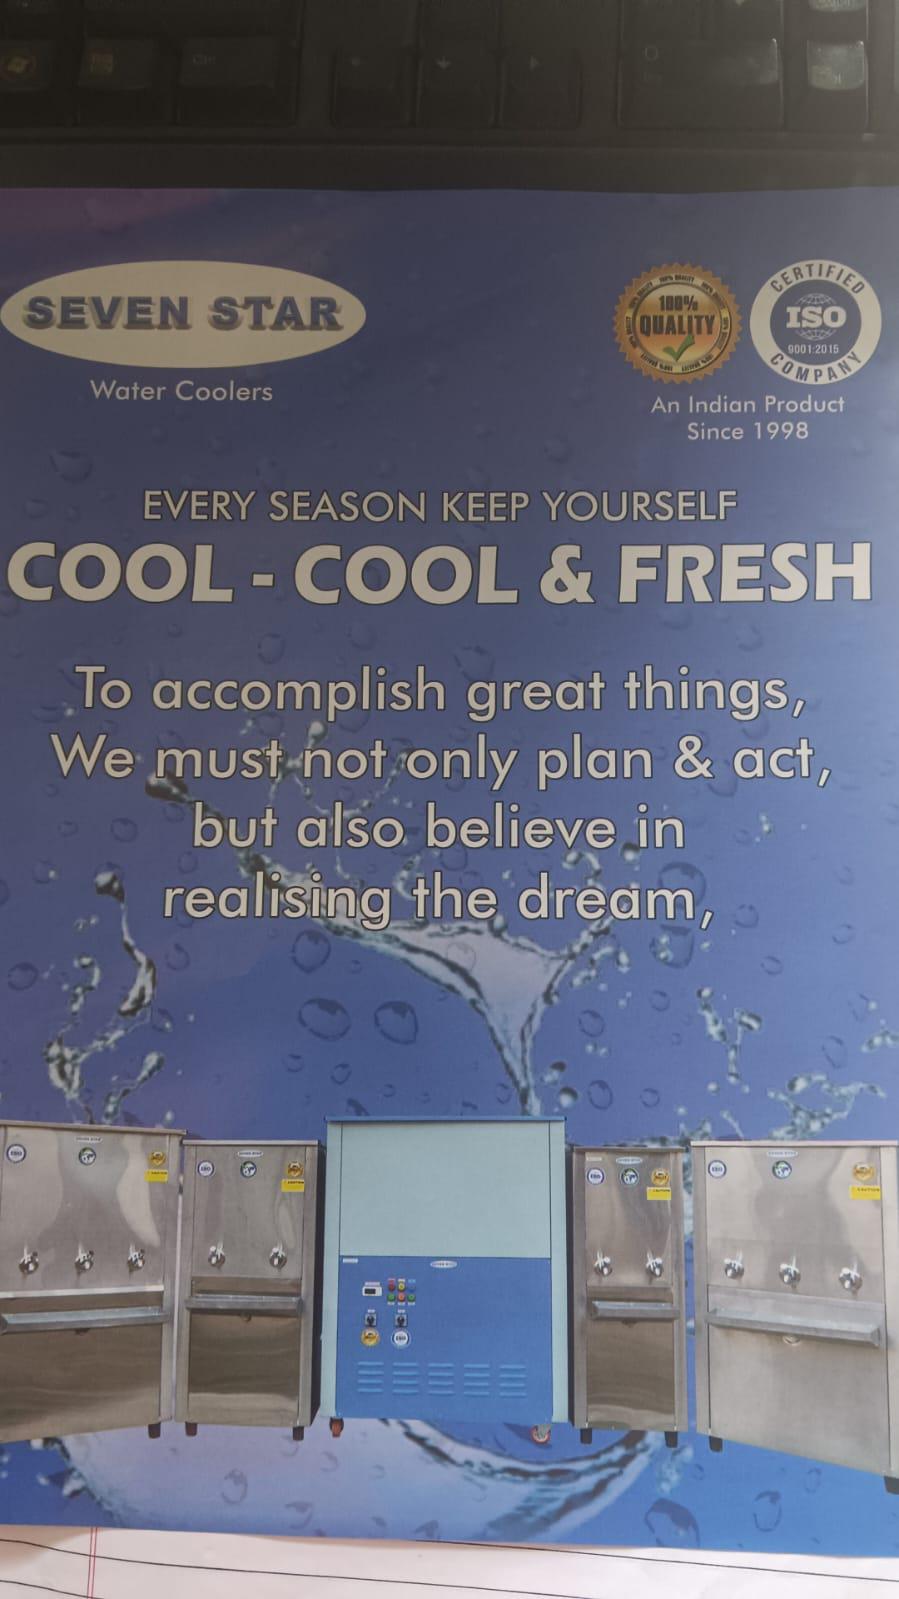 SEVEN STAR
Water Coolers
100%
QUALITY
CERTIFIED
ISO
9001:2015
COMPANY
An Indian Product
Since 1998
EVERY SEASON KEEP YOURSELF
COOL - COOL & FRESH
To accomplish great things,
We must not only plan & act,
but also believe in
realising the dream,